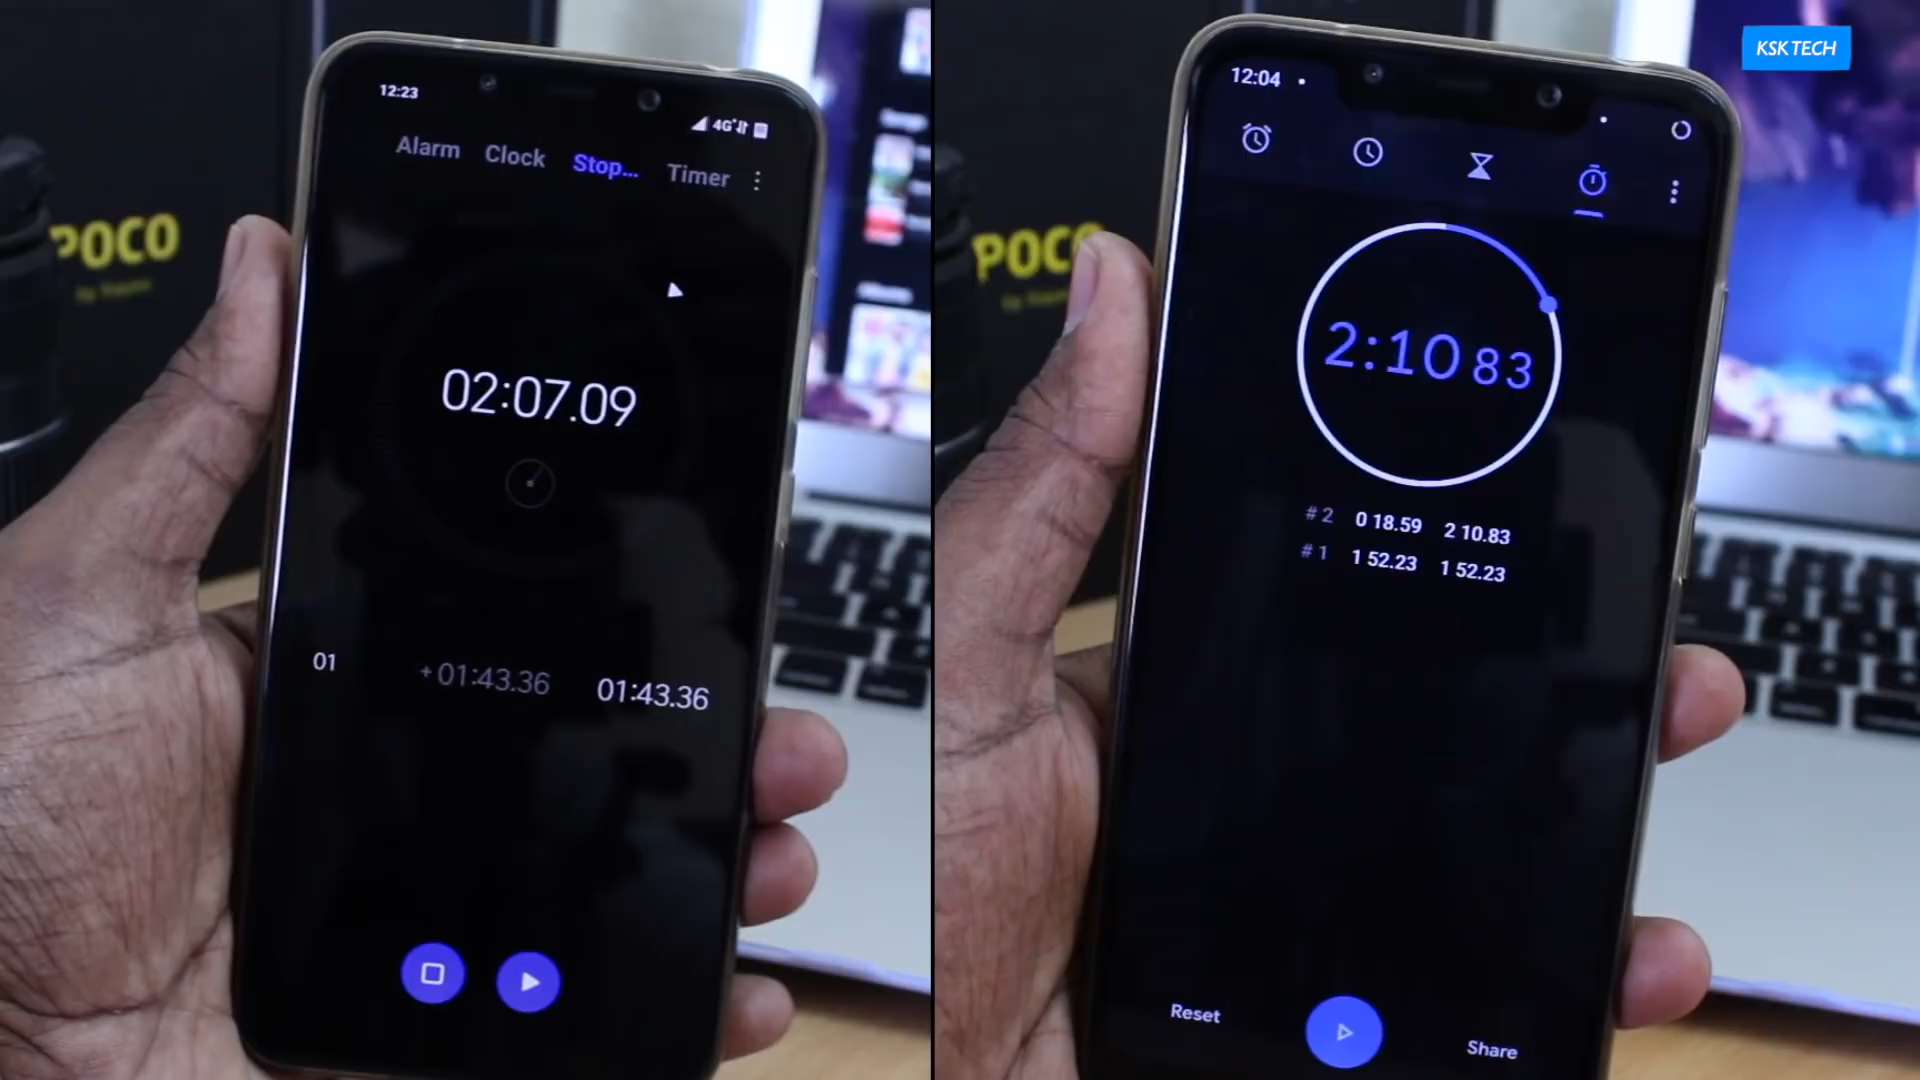 12:23
4G+
Alarm Clock Stop... Timer
POCO
by Xiaomi
02:07.09
01 +01:43.36 01:43.36
KSK TECH
12:04
POCO
2:10 83
# 2 0 18.59 2 10.83
# 1 1 52.23 1 52.23
Reset
Share